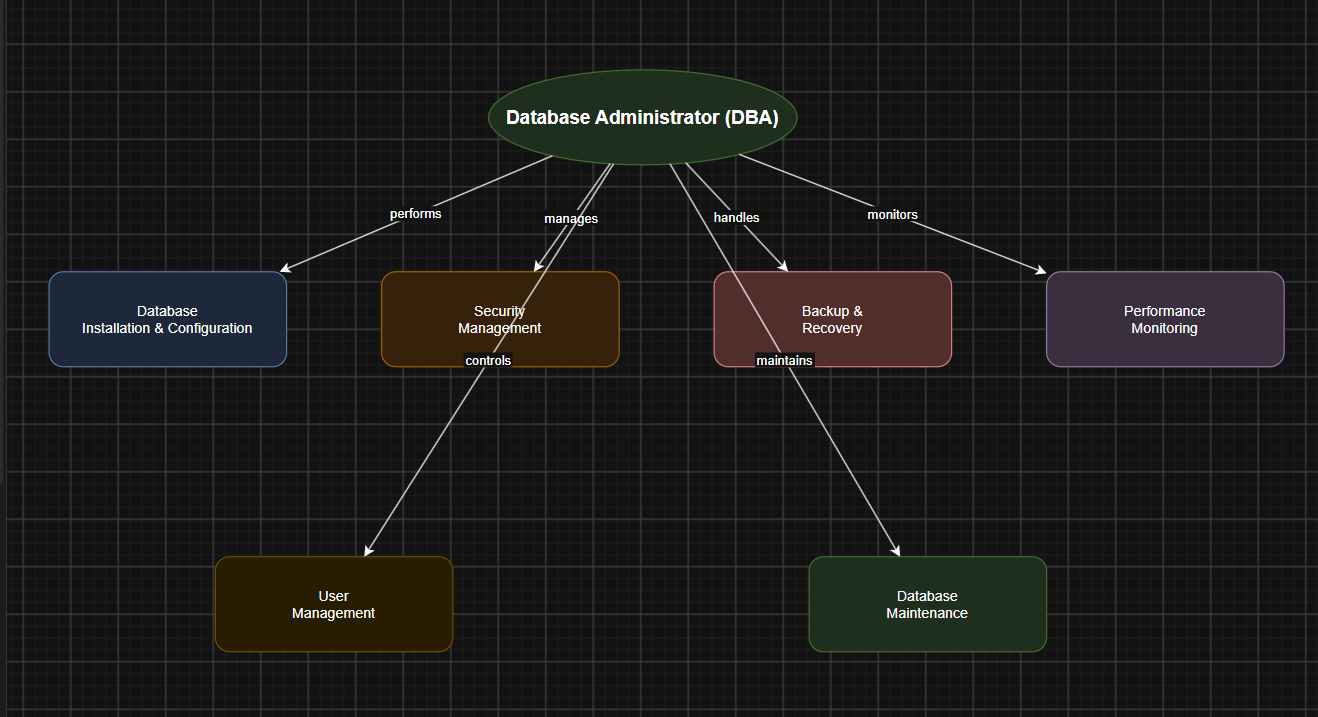 Database Administrator (DBA)
performs
manages
handles
monitors
Database
Installation & Configuration
Security
Management
Backup &
Recovery
Performance
Monitoring
controls
maintains
User
Management
Database
Maintenance